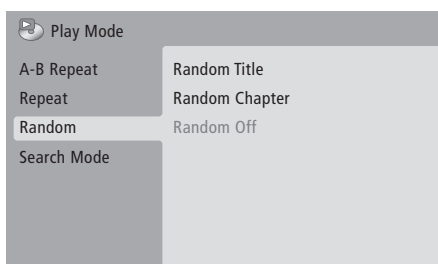 Play Mode
A-B Repeat
Repeat
Random
Search Mode
Random Title
Random Chapter
Random Off